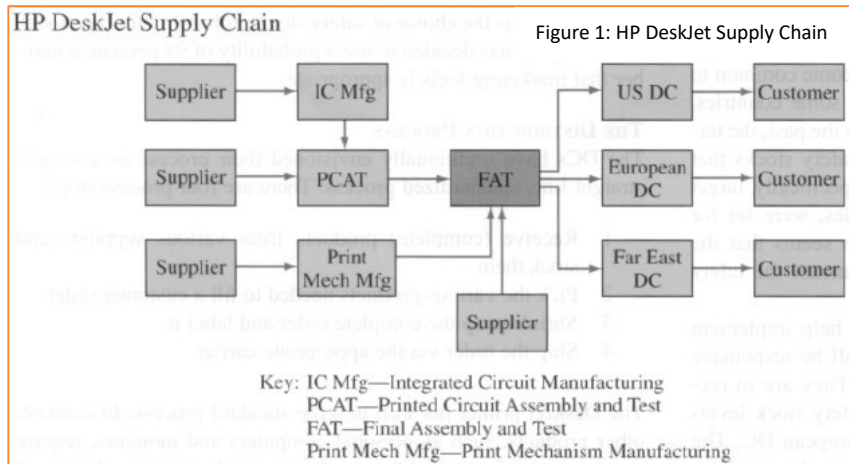 HP DeskJet Supply Chain
Figure 1: HP DeskJet Supply Chain
Supplier
IC Mfg
US DC
Customer
Supplier
PCAT
FAT
European
DC
Customer
Supplier
Print
Mech Mfg
Far East
DC
Customer
Supplier
Key: IC Mfg—Integrated Circuit Manufacturing
PCAT—Printed Circuit Assembly and Test
FAT—Final Assembly and Test
Print Mech Mfg—Print Mechanism Manufacturing